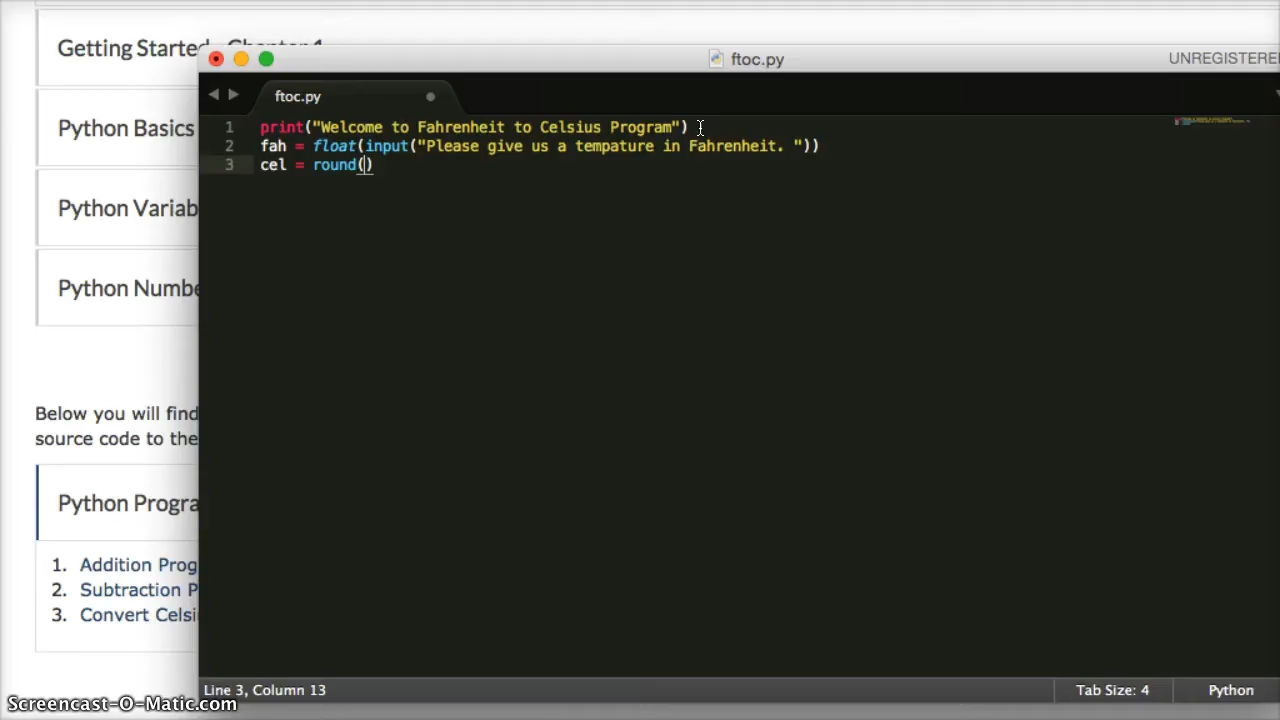 Getting Started - Chapter 1
ftoc.py
UNREGISTERE
ftoc.py
Python Basics
1 print("Welcome to Fahrenheit to Celsius Program")
2 fah = float(input("Please give us a tempature in Fahrenheit. "))
3 cel = round()
Python Variab
Python Numbe
Below you will find
source code to the
Python Progra
1. Addition Prog
2. Subtraction P
3. Convert Celsi
Line 3, Column 13
Tab Size: 4
Python
Screencast-O-Matic.com